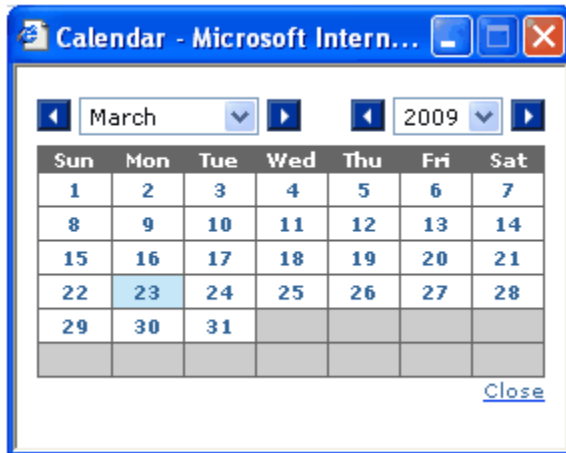 Calendar - Microsoft Intern...
March 2009
Sun Mon Tue Wed Thu Fri Sat
1 2 3 4 5 6 7
8 9 10 11 12 13 14
15 16 17 18 19 20 21
22 23 24 25 26 27 28
29 30 31
Close